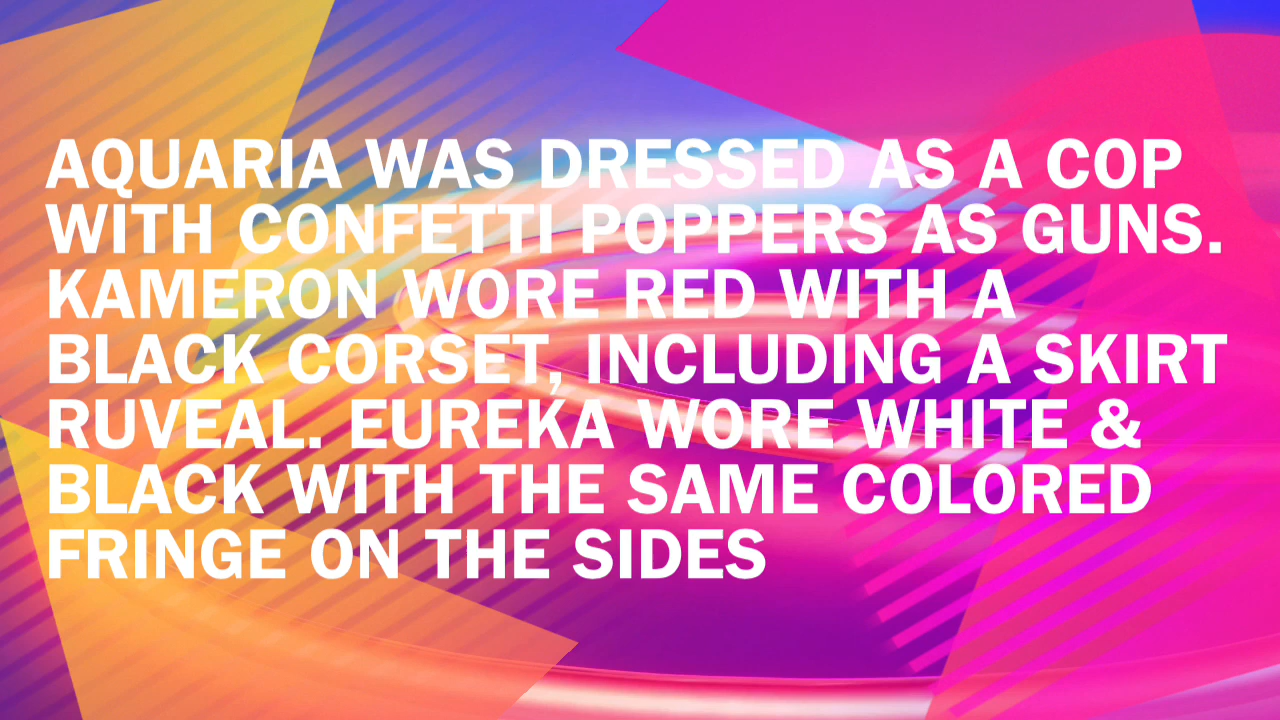 AQUARIA WAS DRESSED AS A COP
WITH CONFETTI POPPERS AS GUNS.
KAMERON WORE RED WITH A
BLACK CORSET, INCLUDING A SKIRT
RUVEAL. EUREKA WORE WHITE &
BLACK WITH THE SAME COLORED
FRINGE ON THE SIDES